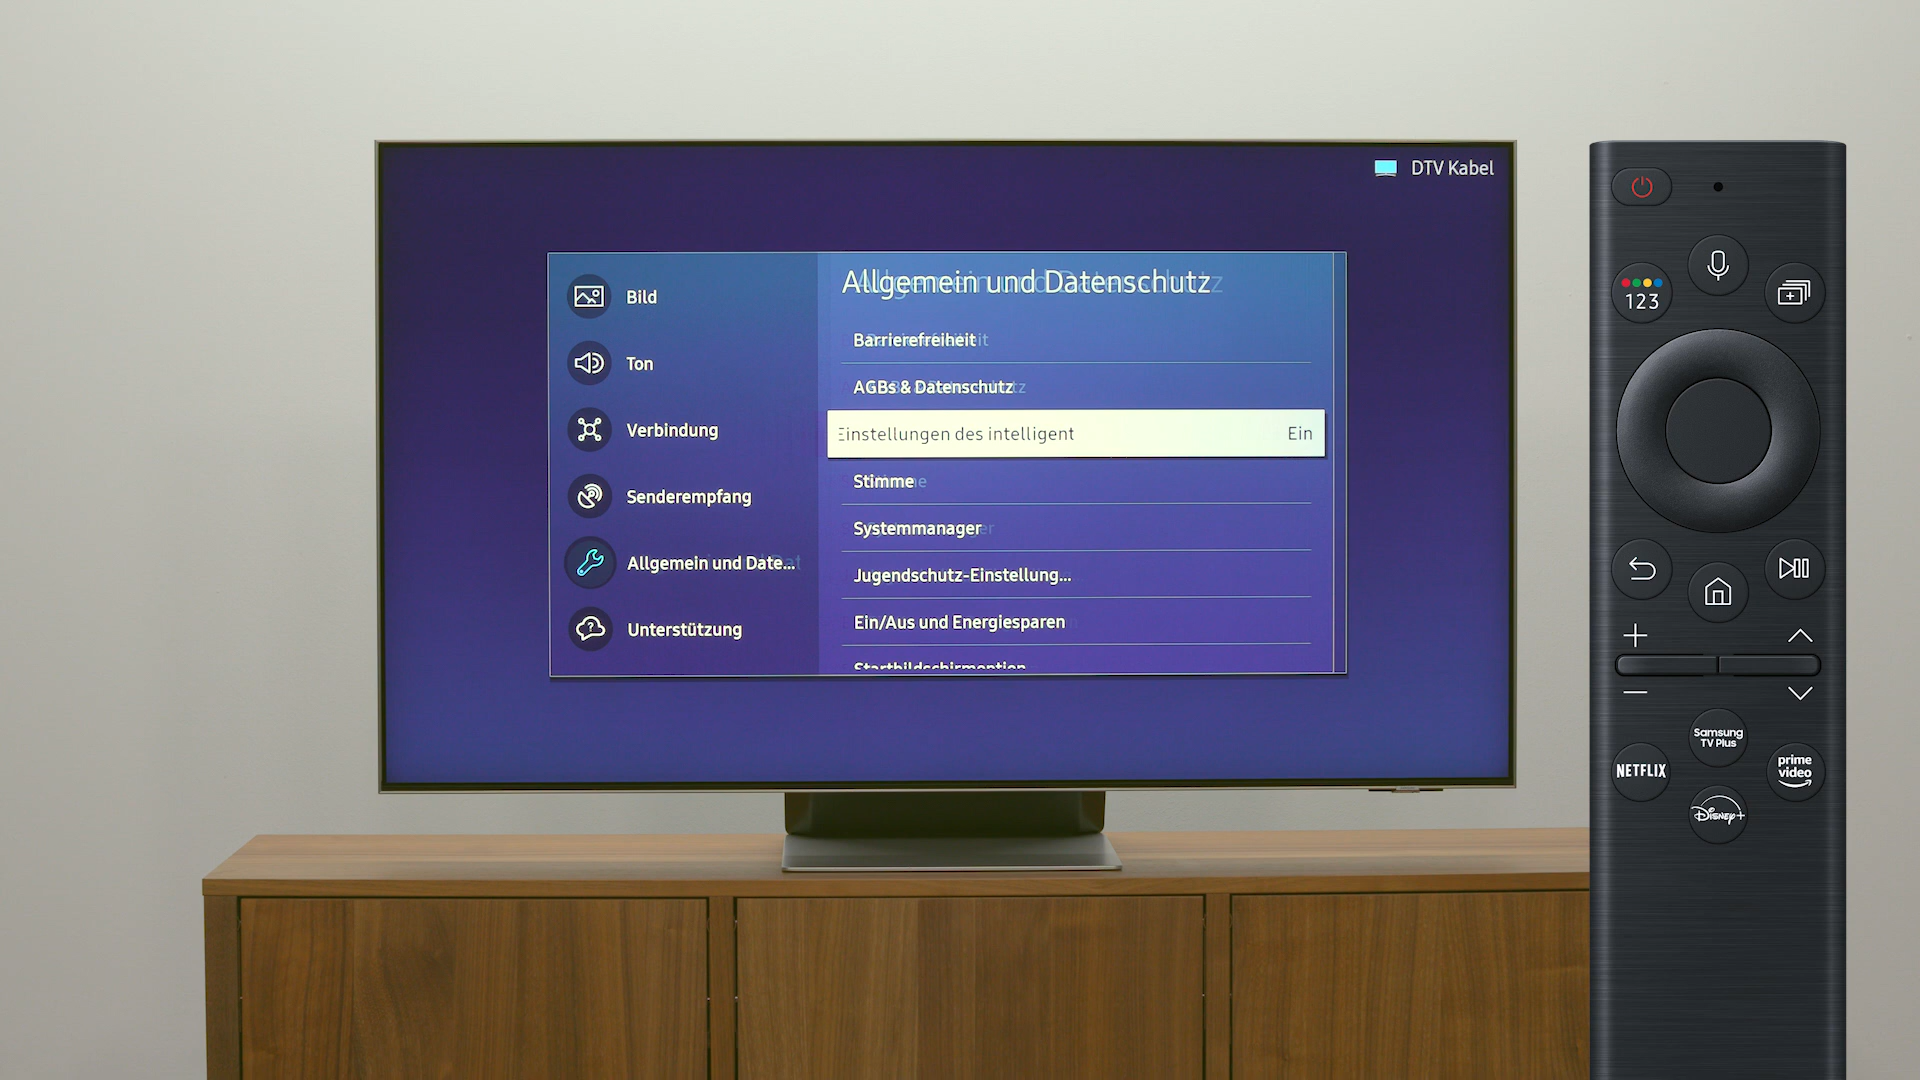 DTV Kabel
Bild
Ton
Verbindung
Senderempfang
Allgemein und Date...
Unterstützung
Allgemein und Datenschutz
Barrierefreiheit
AGBs & Datenschutz
Einstellungen des intelligent Ein
Stimme
Systemmanager
Jugendschutz-Einstellung...
Ein/Aus und Energiesparen
Startbildschirmoption
123
Samsung
TV Plus
NETFLIX
prime
video
Disney+